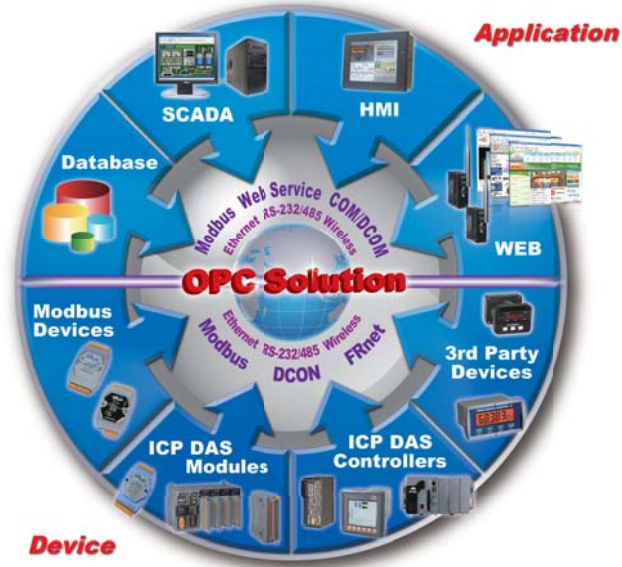 Application
SCADA
HMI
Database
WEB
Modbus Web Service COM/DCOM
Ethernet RS-232/485 Wireless
OPC Solution
Ethernet RS-232/485 Wireless
Modbus DCON FRnet
Modbus
Devices
3rd Party
Devices
ICP DAS
Modules
ICP DAS
Controllers
Device